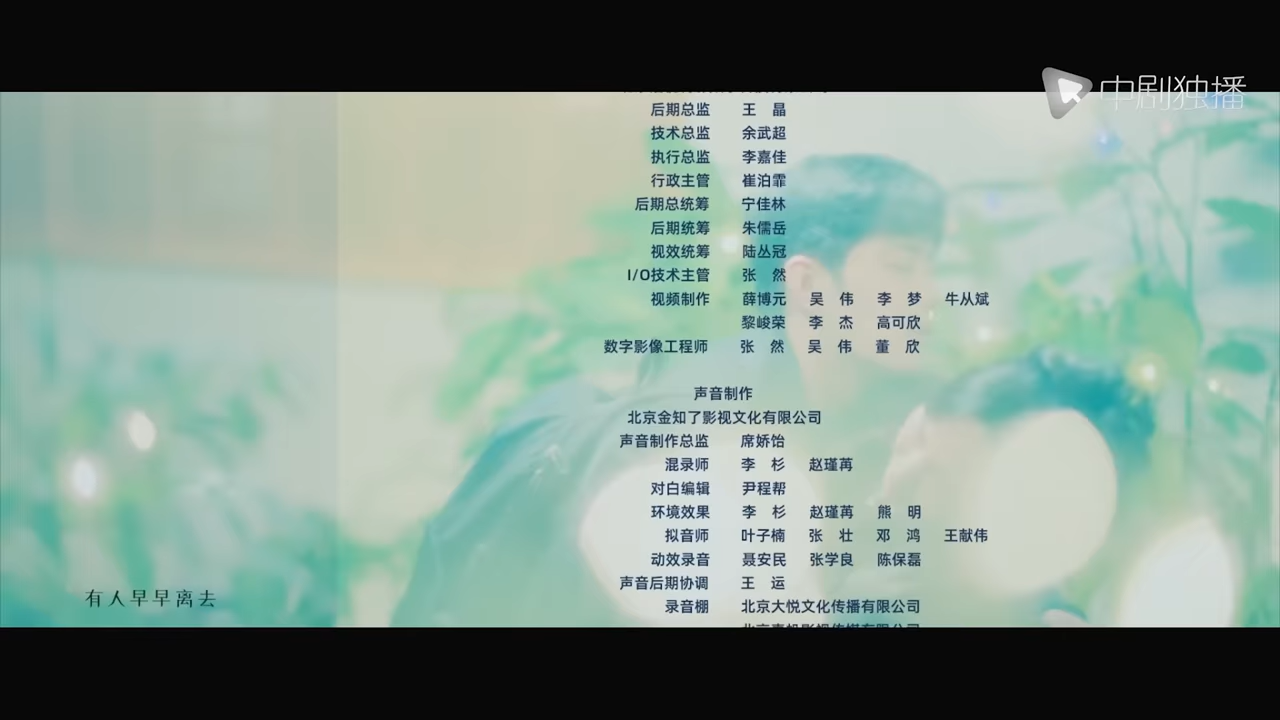 中剧独播
后期总监 王 晶
技术总监 余武超
执行总监 李嘉佳
行政主管 崔泊霏
后期总统筹 宁佳林
后期统筹 朱儒岳
视效统筹 陆丛冠
I/O技术主管 张 然
视频制作 薛博元 吴 伟 李 梦 牛从斌
黎峻荣 李 杰 高可欣
数字影像工程师 张 然 吴 伟 董 欣
声音制作
北京金知了影视文化有限公司
声音制作总监 席娇怡
混录师 李 杉 赵瑾苒
对白编辑 尹程帮
环境效果 李 杉 赵瑾苒 熊 明
拟音师 叶子楠 张 壮 邓 鸿 王献伟
动效录音 聂安民 张学良 陈保磊
声音后期协调 王 运
录音棚 北京大悦文化传播有限公司
有人早早离去